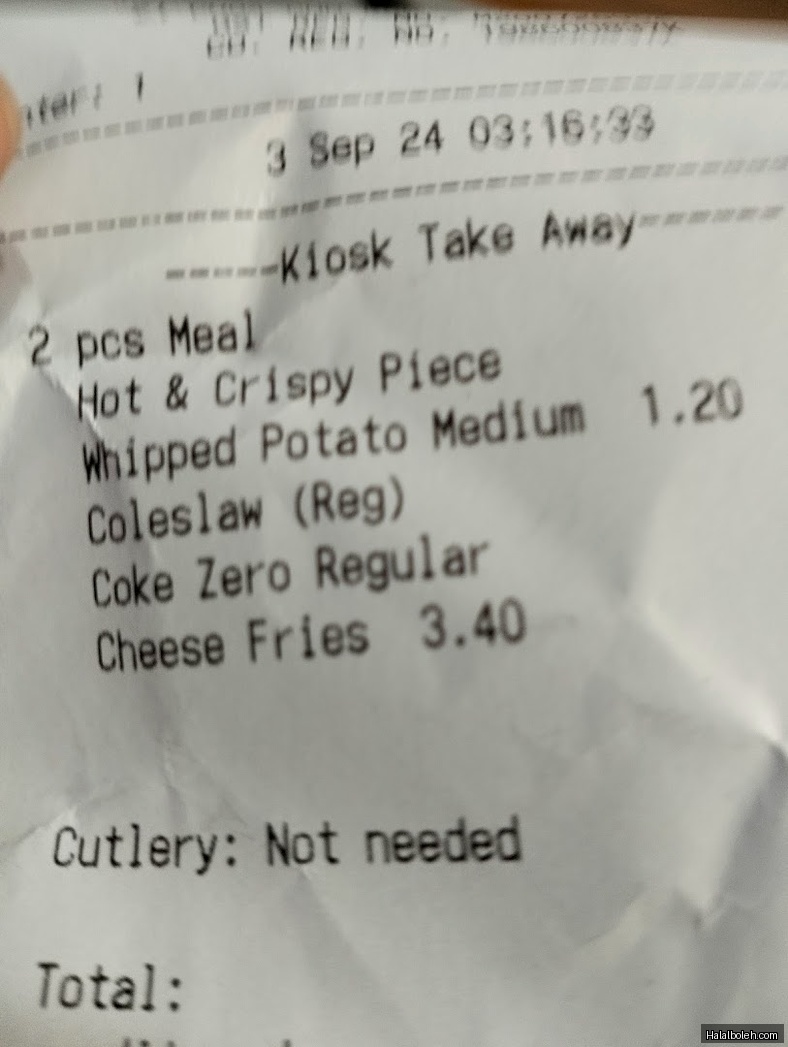 3 Sep 24 03:16:33
-----Kiosk Take Away------
2 pcs Meal
Hot & Crispy Piece
Whipped Potato Medium 1.20
Coleslaw (Reg)
Coke Zero Regular
Cheese Fries 3.40
Cutlery: Not needed
Total:
Halalboleh.com